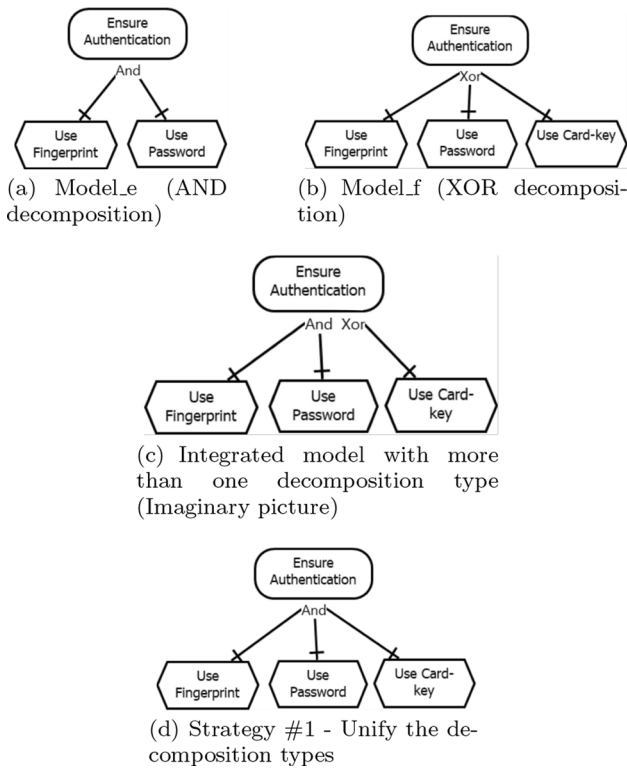 Ensure
Authentication
And
Use
Fingerprint
Use
Password
(a) Model_e (AND
decomposition)
Ensure
Authentication
Xor
Use
Fingerprint
Use
Password
Use Card-key
(b) Model_f (XOR decomposi-
tion)
Ensure
Authentication
And Xor
Use
Fingerprint
Use
Password
Use Card-
key
(c) Integrated model with more
than one decomposition type
(Imaginary picture)
Ensure
Authentication
And
Use
Fingerprint
Use
Password
Use Card-
key
(d) Strategy #1 - Unify the de-
composition types